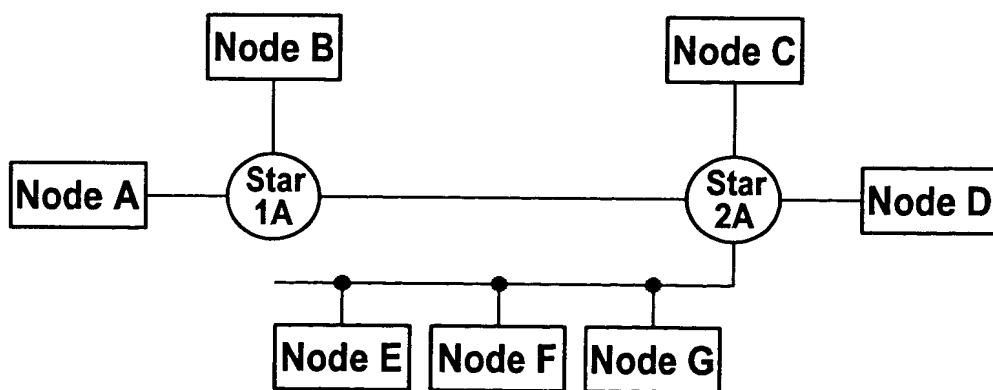 Node B
Node C
Node A
Star
1A
Star
2A
Node D
Node E
Node F
Node G